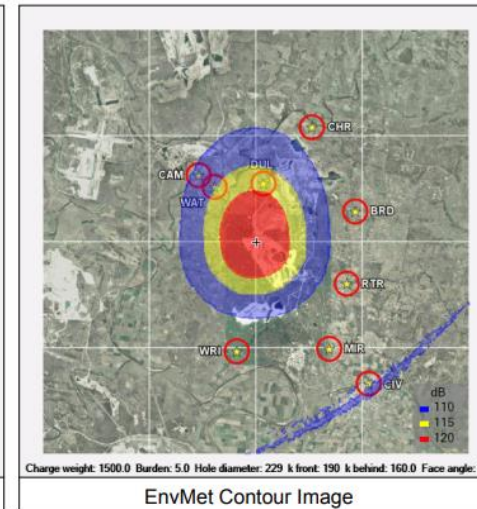 CHR
DUL
CAM
WAT
BRD
RTR
WRI
MIR
CIV
dB
110
115
120
Charge weight: 1500.0 Burden: 5.0 Hole diameter: 229 k front: 190 k behind: 160.0 Face angle:
EnvMet Contour Image